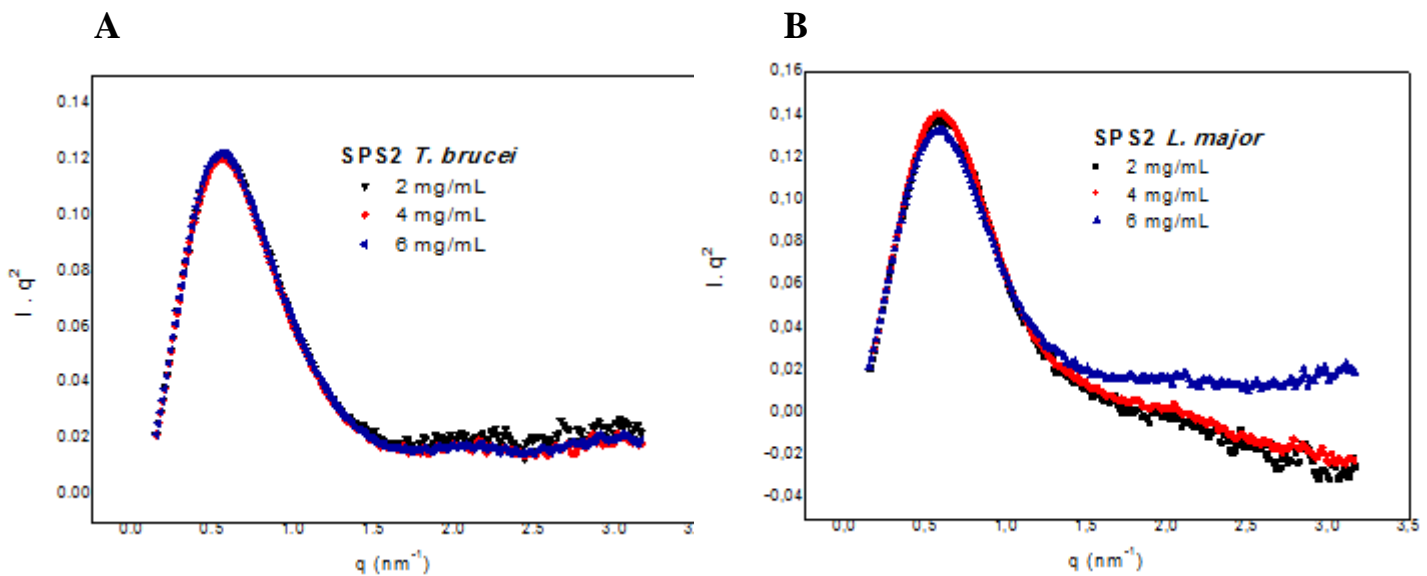 A
0.14
0.12
0.10
0.08
0.06
0.04
0.02
0.00
I . q²
SPS2 T. brucei
2 mg/mL
4 mg/mL
6 mg/mL
0.0 0.5 1.0 1.5 2.0 2.5 3.0 3.
q (nm⁻¹)
B
0,16
0,14
0,12
0,10
0,08
0,06
0,04
0,02
0,00
-0,02
-0,04
I . q²
SPS2 L. major
2 mg/mL
4 mg/mL
6 mg/mL
0,0 0,5 1,0 1,5 2,0 2,5 3,0 3,5
q (nm⁻¹)